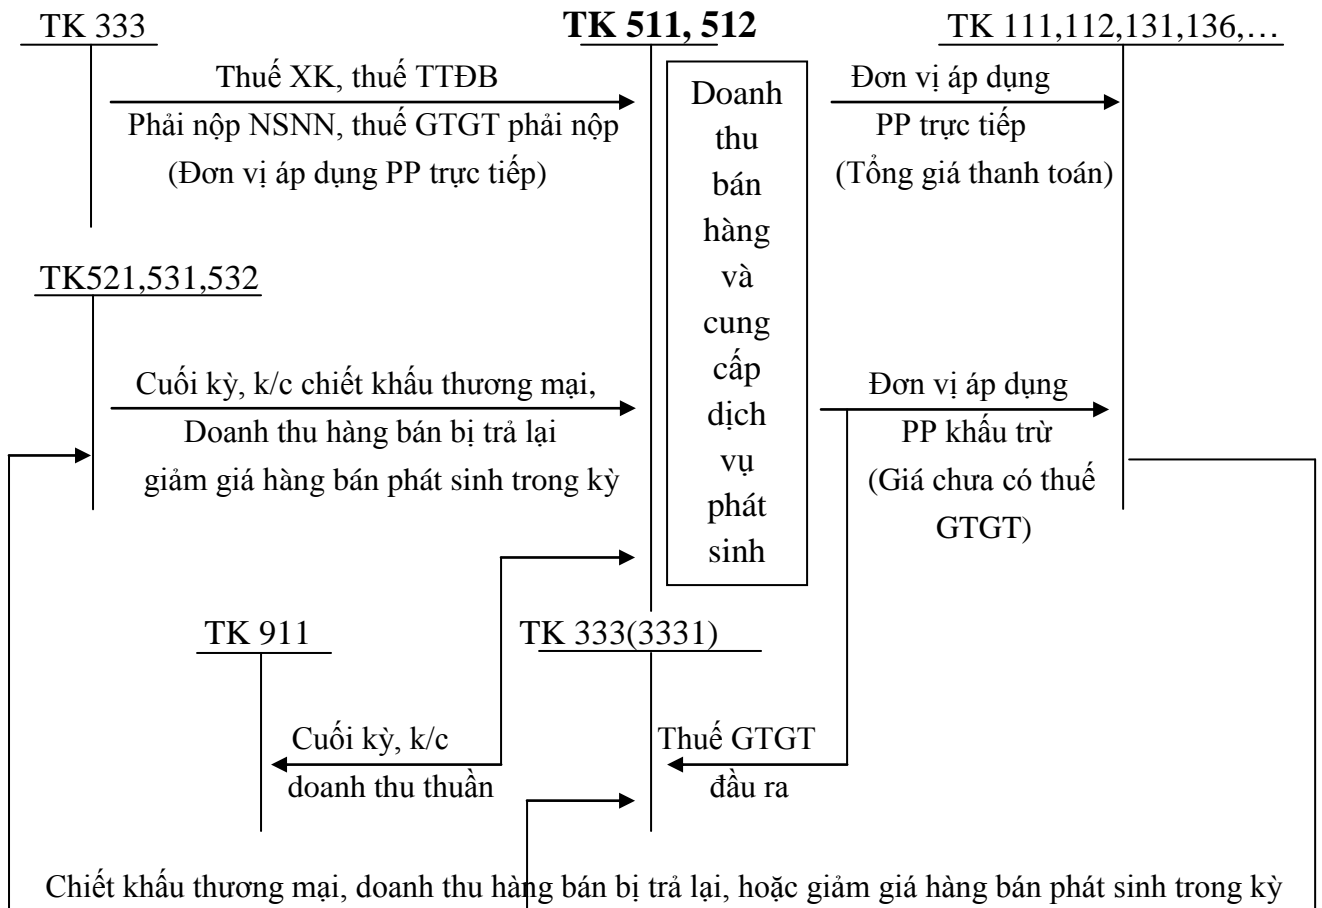 TK 333
TK 511, 512
TK 111,112,131,136,…
Thuế XK, thuế TTĐB
Phải nộp NSNN, thuế GTGT phải nộp
(Đơn vị áp dụng PP trực tiếp)
Doanh
thu
bán
hàng
và
cung
cấp
dịch
vụ
phát
sinh
Đơn vị áp dụng
PP trực tiếp
(Tổng giá thanh toán)
TK521,531,532
Cuối kỳ, k/c chiết khấu thương mại,
Doanh thu hàng bán bị trả lại
giảm giá hàng bán phát sinh trong kỳ
Đơn vị áp dụng
PP khấu trừ
(Giá chưa có thuế
GTGT)
TK 911
TK 333(3331)
Cuối kỳ, k/c
doanh thu thuần
Thuế GTGT
đầu ra
Chiết khấu thương mại, doanh thu hàng bán bị trả lại, hoặc giảm giá hàng bán phát sinh trong kỳ